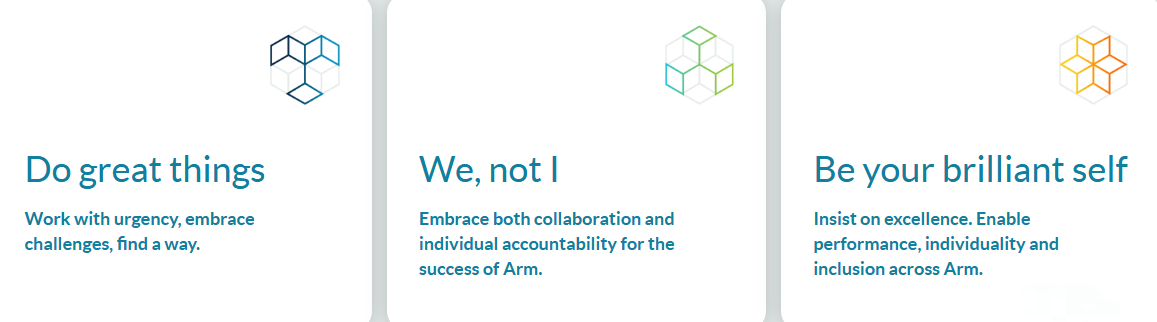 Do great things
Work with urgency, embrace
challenges, find a way.
We, not I
Embrace both collaboration and
individual accountability for the
success of Arm.
Be your brilliant self
Insist on excellence. Enable
performance, individuality and
inclusion across Arm.